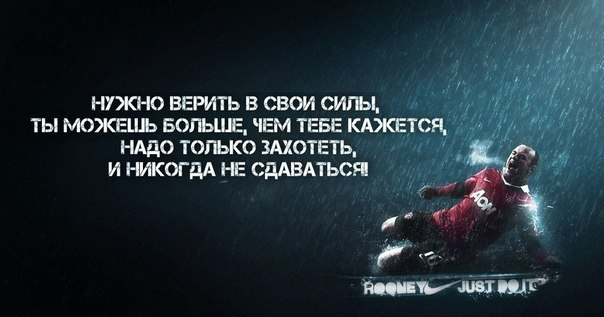 НУЖНО ВЕРИТЬ В СВОИ СИЛЫ,
ТЫ МОЖЕШЬ БОЛЬШЕ, ЧЕМ ТЕБЕ КАЖЕТСЯ,
НАДО ТОЛЬКО ЗАХОТЕТЬ,
И НИКОГДА НЕ СДАВАТЬСЯ!
AON
ROONEY JUST DO IT